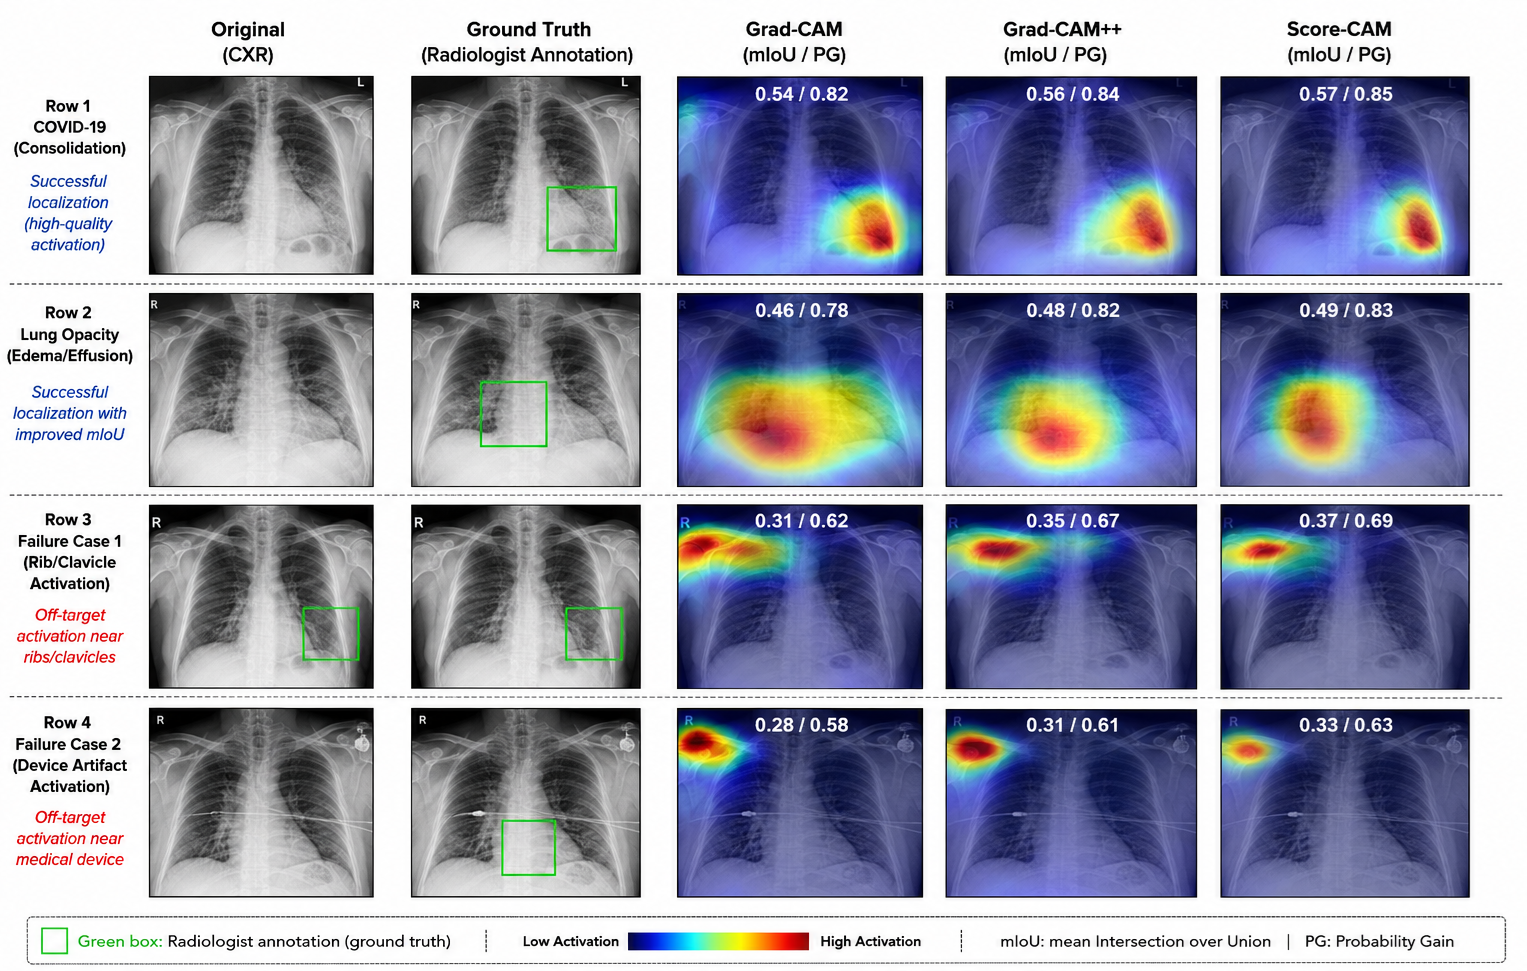 Original
(CXR)
Ground Truth
(Radiologist Annotation)
Grad-CAM
(mIoU / PG)
Grad-CAM++
(mIoU / PG)
Score-CAM
(mIoU / PG)
Row 1
COVID-19
(Consolidation)
Successful
localization
(high-quality
activation)
L
L
0.54 / 0.82
0.56 / 0.84
L
0.57 / 0.85
L
Row 2
Lung Opacity
(Edema/Effusion)
Successful
localization with
improved mIoU
R
R
R
0.46 / 0.78
R
0.48 / 0.82
R
0.49 / 0.83
Row 3
Failure Case 1
(Rib/Clavicle
Activation)
Off-target
activation near
ribs/clavicles
R
R
R
0.31 / 0.62
R
0.35 / 0.67
R
0.37 / 0.69
Row 4
Failure Case 2
(Device Artifact
Activation)
Off-target
activation near
medical device
R
R
R
0.28 / 0.58
R
0.31 / 0.61
R
0.33 / 0.63
Green box: Radiologist annotation (ground truth)
Low Activation
High Activation
mIoU: mean Intersection over Union | PG: Probability Gain